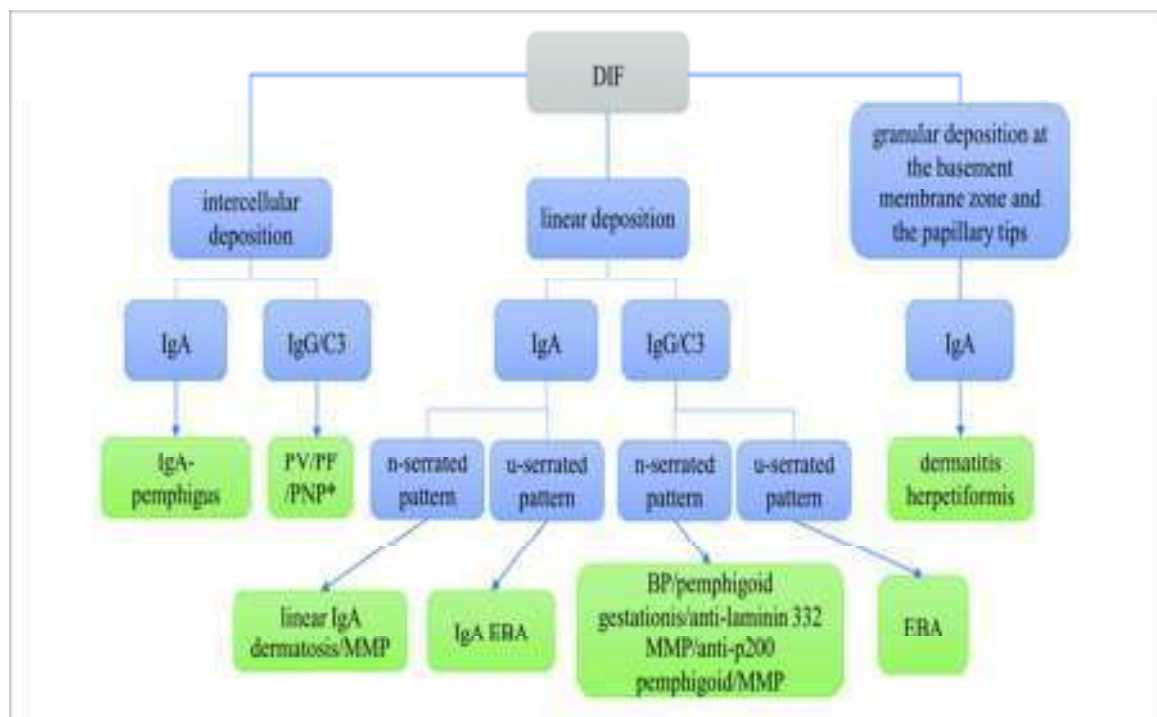 DIF
granular deposition at
the basement
membrane zone and
the papillary tips
intercellular
deposition
linear deposition
IgA
IgG/C3
IgA
IgG/C3
IgA
IgA-
pemphigus
PV/PF
/PNP*
n-serrated
pattern
u-serrated
pattern
n-serrated
pattern
u-serrated
pattern
dermatitis
herpetiformis
linear IgA
dermatosis/MMP
IgA EBA
BP/pemphigoid
gestationis/anti-laminin 332
MMP/anti-p200
pemphigoid/MMP
EBA